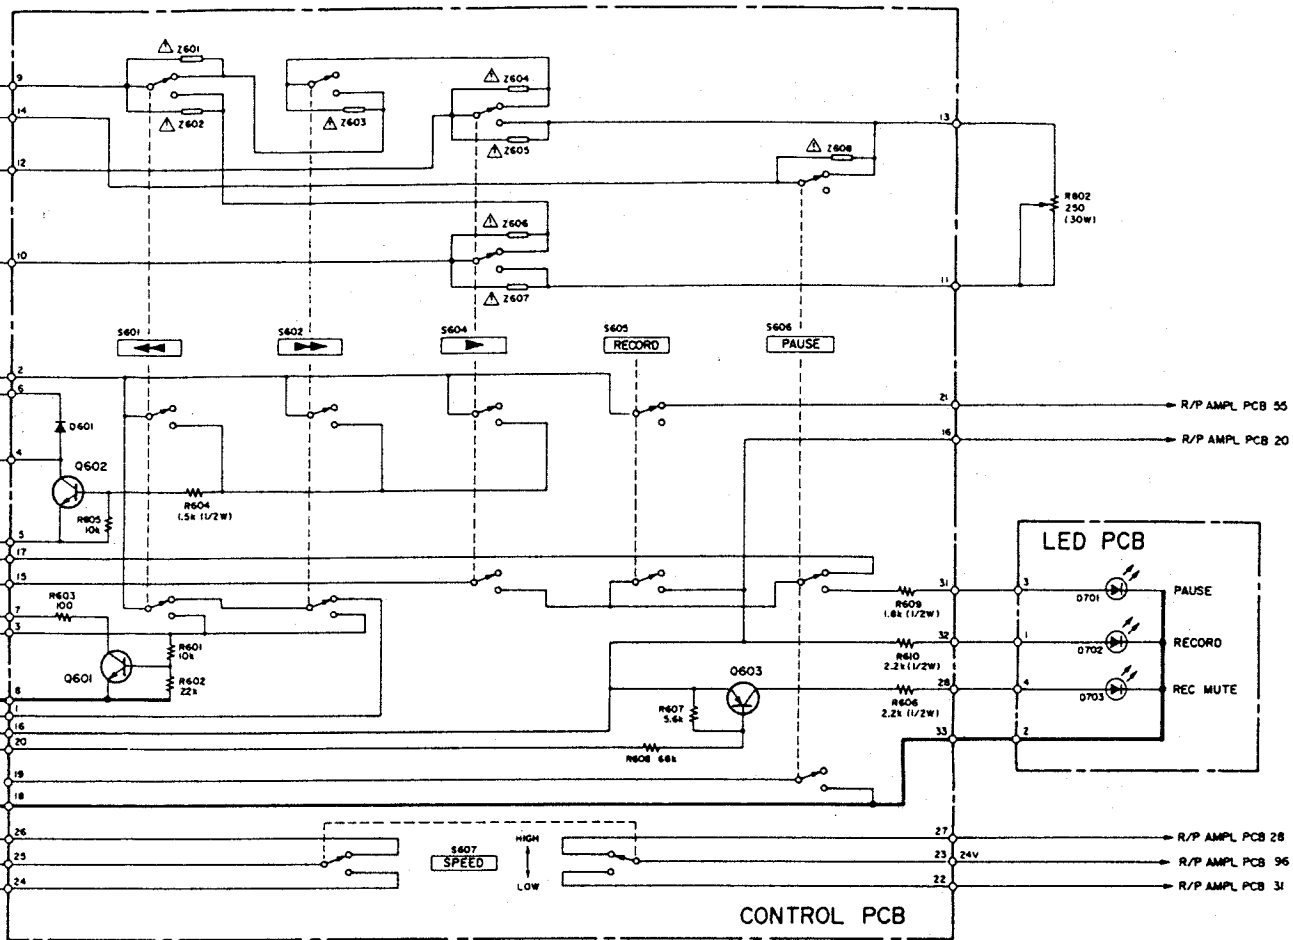 Z601
9
14
Z602
Z603
Z604
Z605
13
12
Z608
R802
250
(30W)
Z606
10
11
Z607
S601
S602
S604
S605
RECORD
S606
PAUSE
2
6
21
R/P AMPL PCB 55
D601
16
R/P AMPL PCB 20
4
Q602
R604
1.5k (1/2W)
R605
10k
5
17
LED PCB
15
31
3
D701
PAUSE
R603
100
R609
1.8k (1/2W)
7
3
32
1
D702
RECORD
R601
10k
R610
2.2k (1/2W)
Q601
R602
22k
Q603
28
4
D703
REC MUTE
8
R607
5.6k
R606
2.2k (1/2W)
1
16
33
2
20
R608 68k
19
18
26
HIGH
27
R/P AMPL PCB 28
25
S607
SPEED
23
24V
R/P AMPL PCB 96
24
LOW
22
R/P AMPL PCB 31
CONTROL PCB